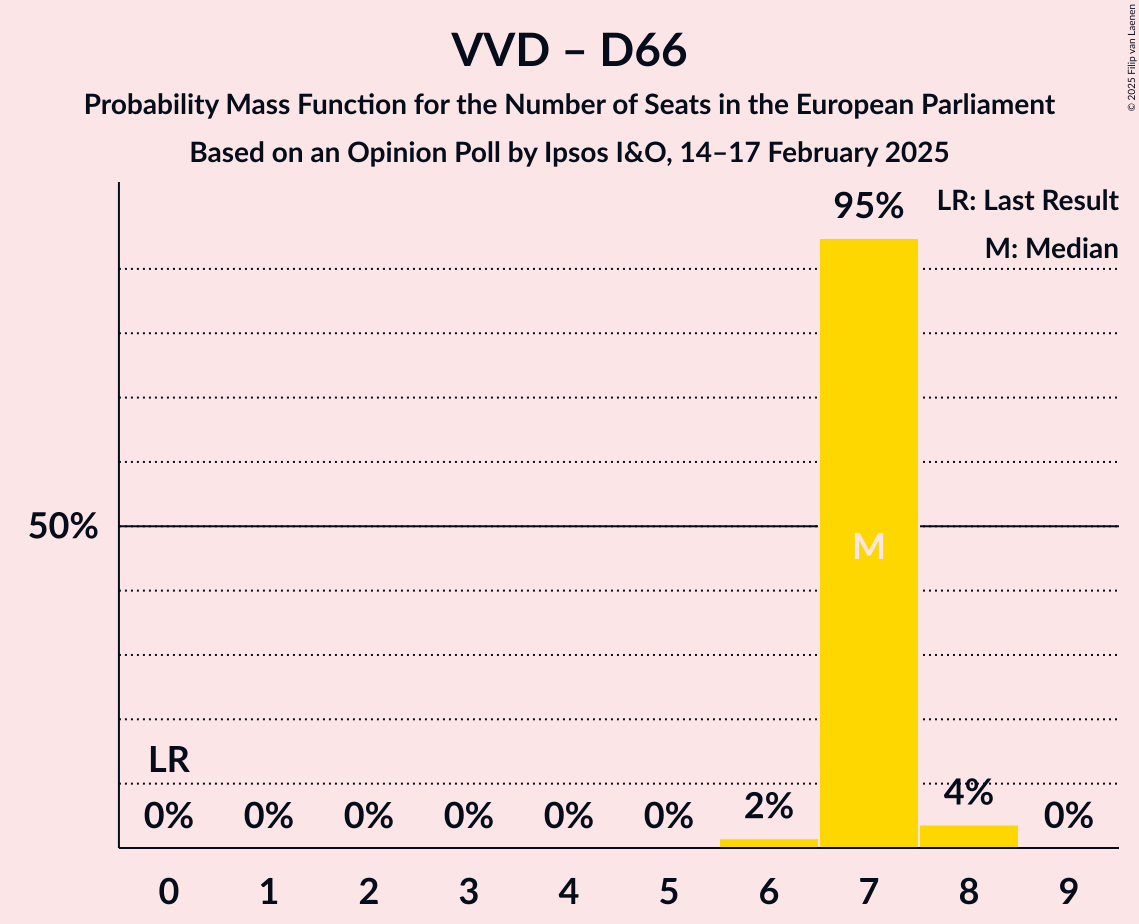 VVD – D66
Probability Mass Function for the Number of Seats in the European Parliament
Based on an Opinion Poll by Ipsos I&O, 14–17 February 2025
© 2025 Filip van Laenen
LR: Last Result
M: Median
95%
50%
M
LR
0% 0% 0% 0% 0% 0% 2% 4% 0%
0 1 2 3 4 5 6 7 8 9